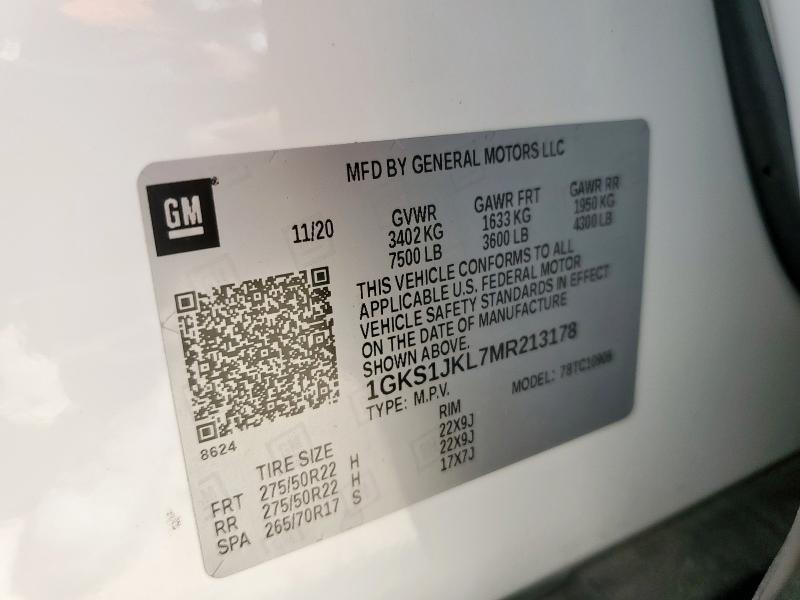 MFD BY GENERAL MOTORS LLC
GM
11/20
GVWR
3402 KG
7500 LB
GAWR FRT
1633 KG
3600 LB
GAWR RR
1950 KG
4300 LB
THIS VEHICLE CONFORMS TO ALL
APPLICABLE U.S. FEDERAL MOTOR
VEHICLE SAFETY STANDARDS IN EFFECT
ON THE DATE OF MANUFACTURE
SHOWN ABOVE.
1GKS1JKL7MR213178
TYPE: M.P.V.
MODEL:
8624
TIRE SIZE RIM
FRT 275/50R22 H 22X9J
RR 275/50R22 H 22X9J
SPA 265/70R17 S 17X7J